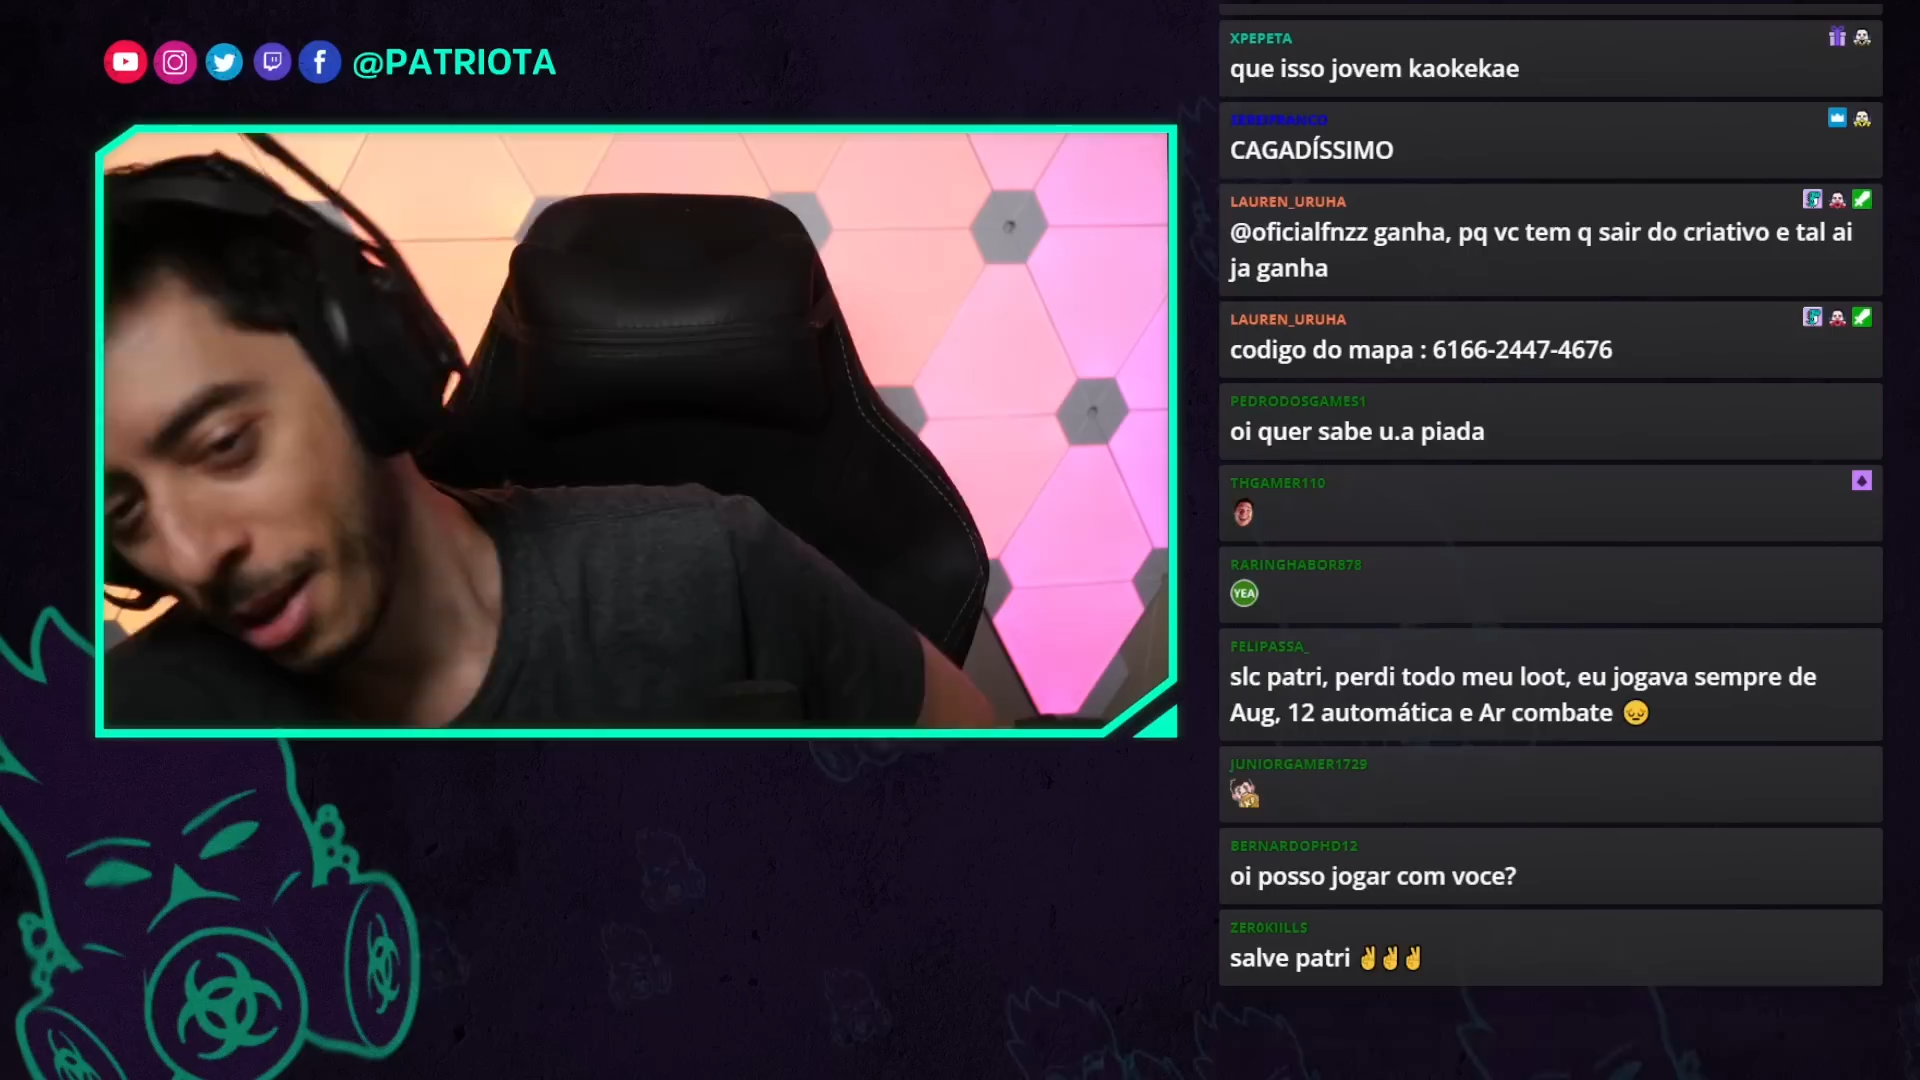 @PATRIOTA
XPEPETA
que isso jovem kaokekae
CAGADÍSSIMO
LAUREN_URUHA
@oficialfnzz ganha, pq vc tem q sair do criativo e tal ai
ja ganha
LAUREN_URUHA
codigo do mapa : 6166-2447-4676
PEDRODOSGAMES1
oi quer sabe u.a piada
THGAMER110
RARINGHABOR878
YEA
FELIPASSA_
slc patri, perdi todo meu loot, eu jogava sempre de
Aug, 12 automática e Ar combate 😔
JUNIORGAMER1729
BERNARDOPHD12
oi posso jogar com voce?
ZER0KIILLS
salve patri ✌✌✌